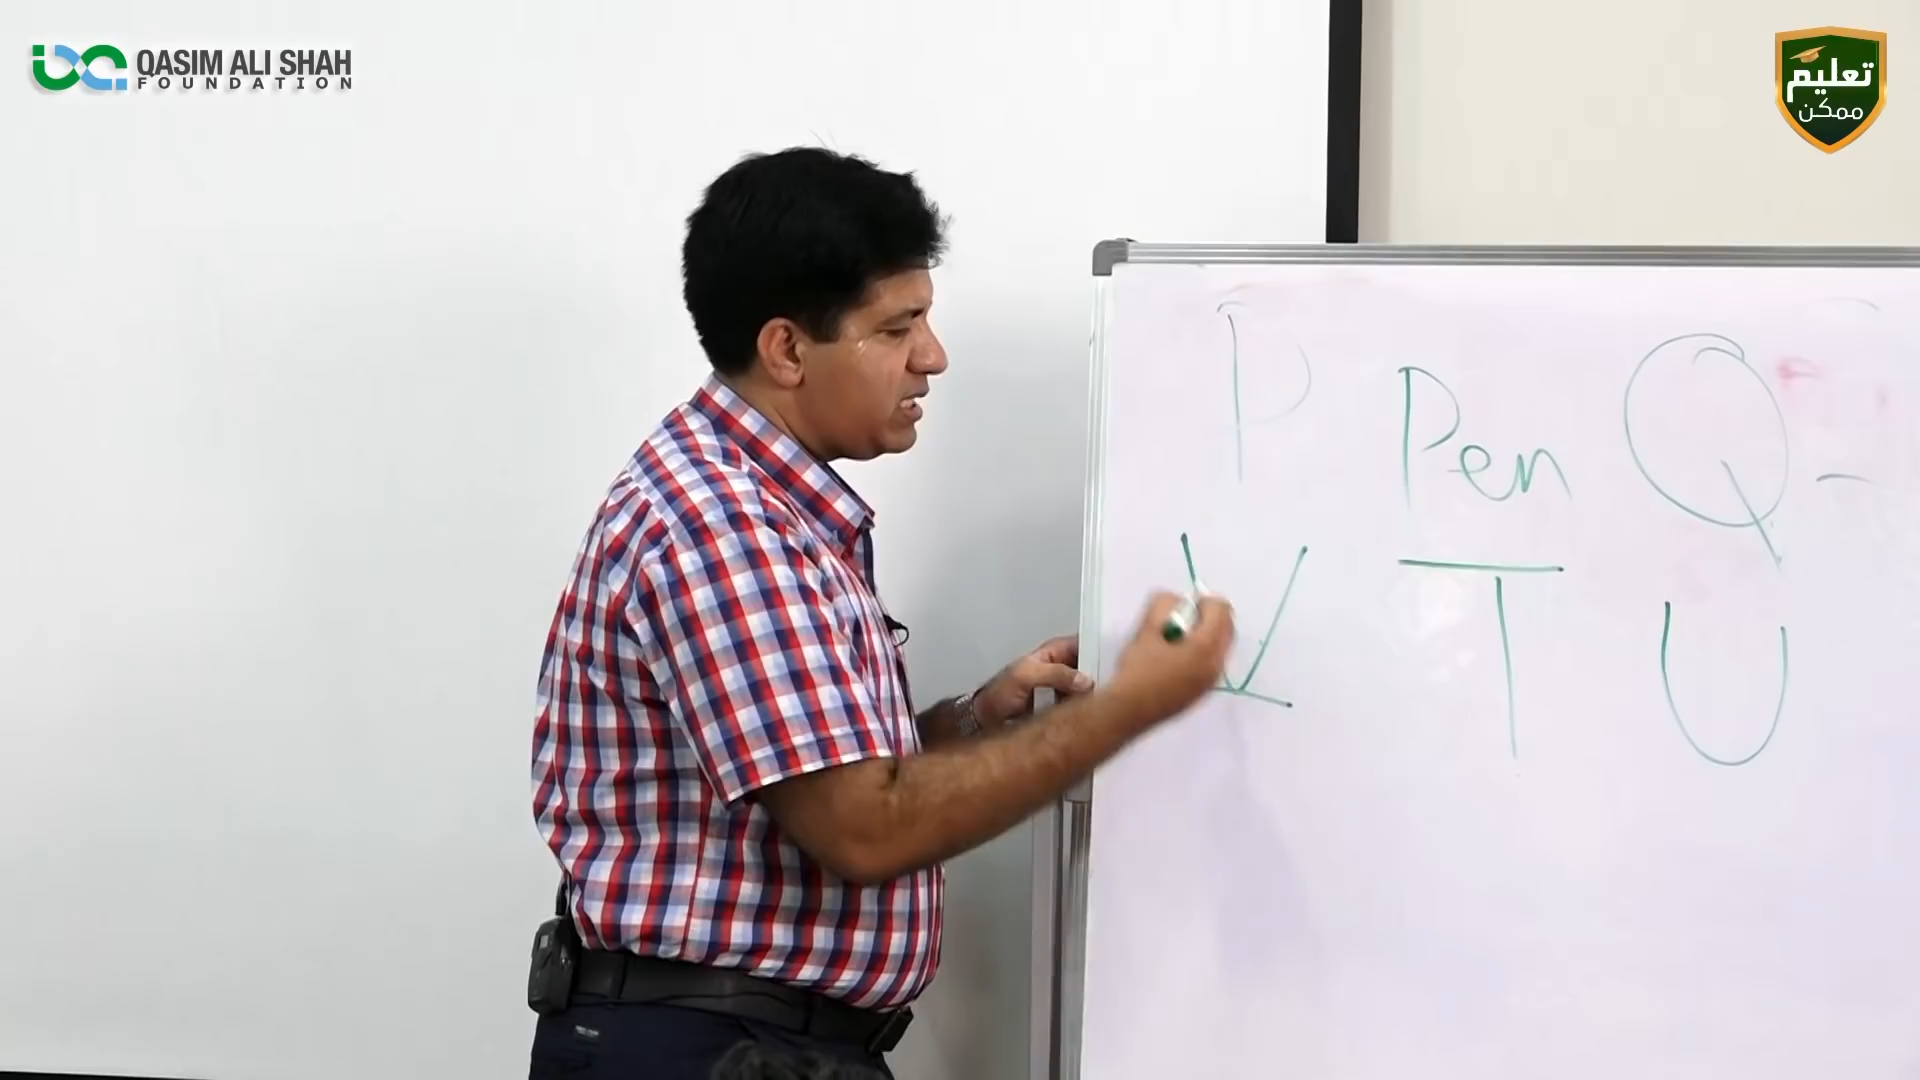 QASIM ALI SHAH
FOUNDATION
تعلیم
ممکن
P Pen Q -
V T U